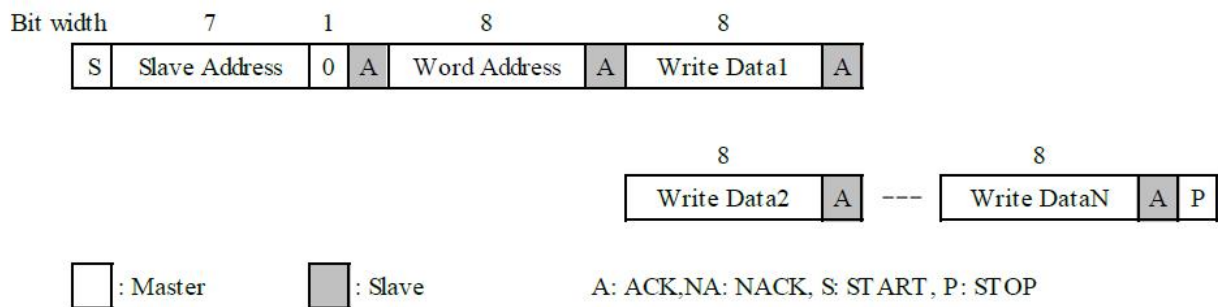 Bit width 7 1 8 8
S Slave Address 0 A Word Address A Write Data1 A
8 8
Write Data2 A --- Write DataN A P
: Master : Slave A: ACK,NA: NACK, S: START, P: STOP